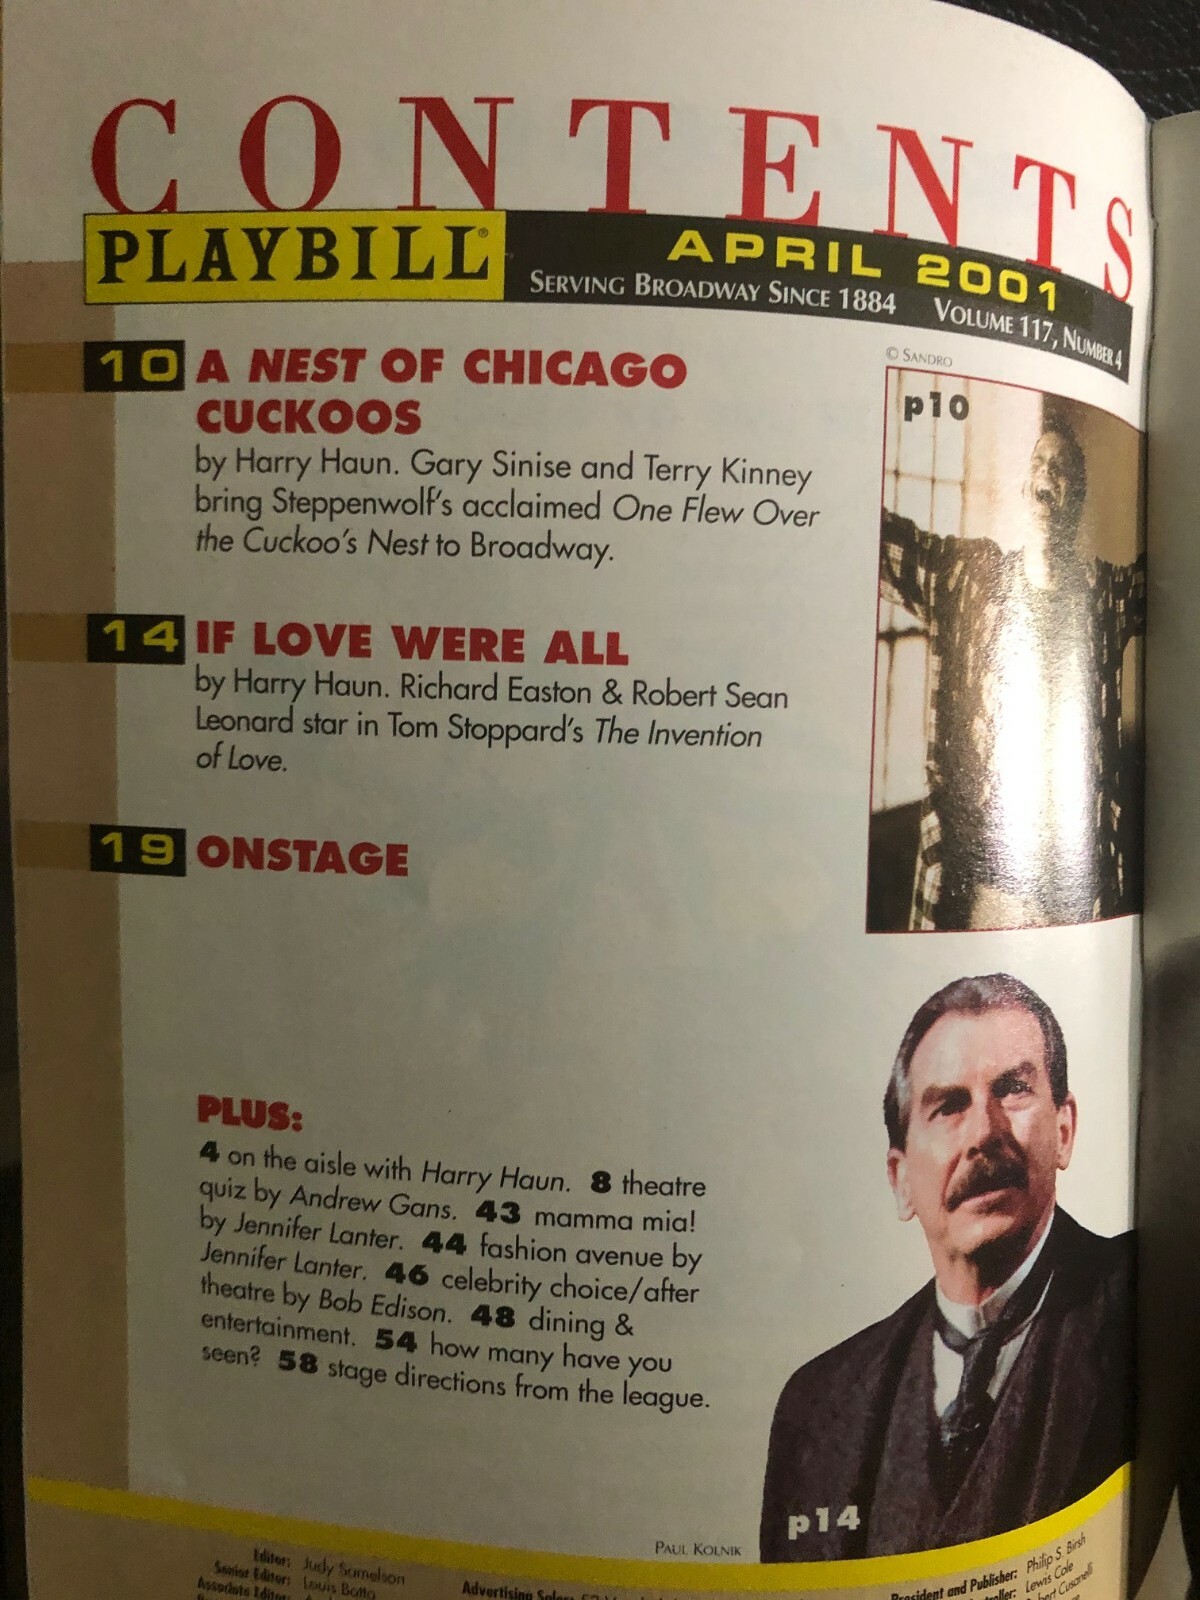 CONTENTS
PLAYBILL®
APRIL 2001
SERVING BROADWAY SINCE 1884 VOLUME 117, NUMBER 4
10 A NEST OF CHICAGO
CUCKOOS
by Harry Haun. Gary Sinise and Terry Kinney
bring Steppenwolf's acclaimed One Flew Over
the Cuckoo's Nest to Broadway.
© SANDRO
p10
14 IF LOVE WERE ALL
by Harry Haun. Richard Easton & Robert Sean
Leonard star in Tom Stoppard's The Invention
of Love.
19 ONSTAGE
PLUS:
4 on the aisle with Harry Haun. 8 theatre
quiz by Andrew Gans. 43 mamma mia!
by Jennifer Lanter. 44 fashion avenue by
Jennifer Lanter. 46 celebrity choice/after
theatre by Bob Edison. 48 dining &
entertainment. 54 how many have you
seen? 58 stage directions from the league.
p14
PAUL KOLNIK
Editor: Judy Samelson
Senior Editor: Louis Botto
Associate Editor:
Advertising Sales:
President and Publisher: Philip S. Birsh
Lewis Cole